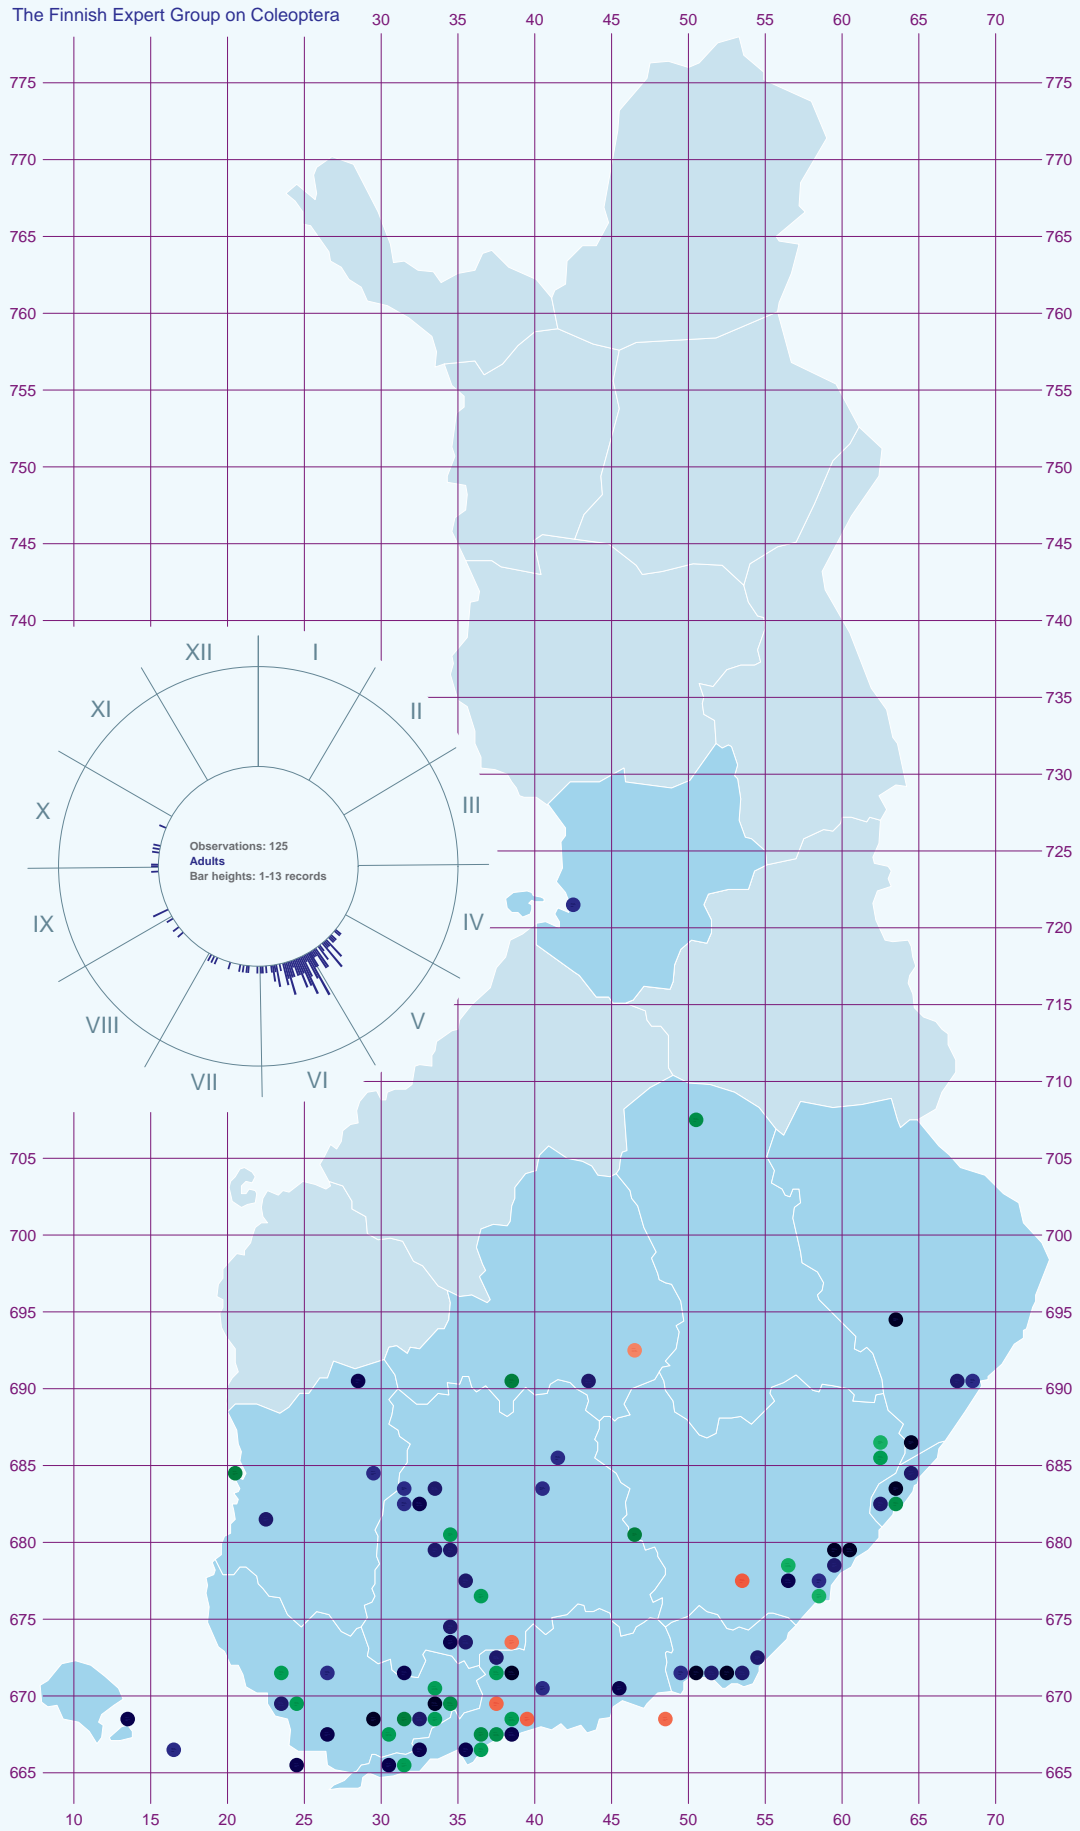 The Finnish Expert Group on Coleoptera
30 35 40 45 50 55 60 65 70
775 775
770 770
765 765
760 760
755 755
750 750
745 745
740 740
XII I
XI II
735
730
X III
Observations: 125
Adults
Bar heights: 1-13 records
725
IX IV
720
VIII V
715
VII VI
710
705 705
700 700
695 695
690 690
685 685
680 680
675 675
670 670
665 665
10 15 20 25 30 35 40 45 50 55 60 65 70